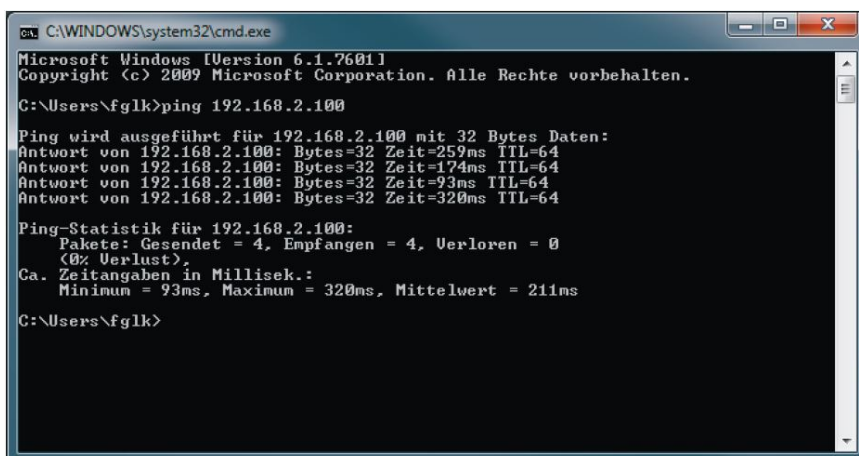 C:\WINDOWS\system32\cmd.exe
Microsoft Windows [Version 6.1.7601]
Copyright (c) 2009 Microsoft Corporation. Alle Rechte vorbehalten.
C:\Users\fglk>ping 192.168.2.100
Ping wird ausgeführt für 192.168.2.100 mit 32 Bytes Daten:
Antwort von 192.168.2.100: Bytes=32 Zeit=259ms TTL=64
Antwort von 192.168.2.100: Bytes=32 Zeit=174ms TTL=64
Antwort von 192.168.2.100: Bytes=32 Zeit=93ms TTL=64
Antwort von 192.168.2.100: Bytes=32 Zeit=320ms TTL=64
Ping-Statistik für 192.168.2.100:
Pakete: Gesendet = 4, Empfangen = 4, Verloren = 0
(0% Verlust),
Ca. Zeitangaben in Millisek.:
Minimum = 93ms, Maximum = 320ms, Mittelwert = 211ms
C:\Users\fglk>